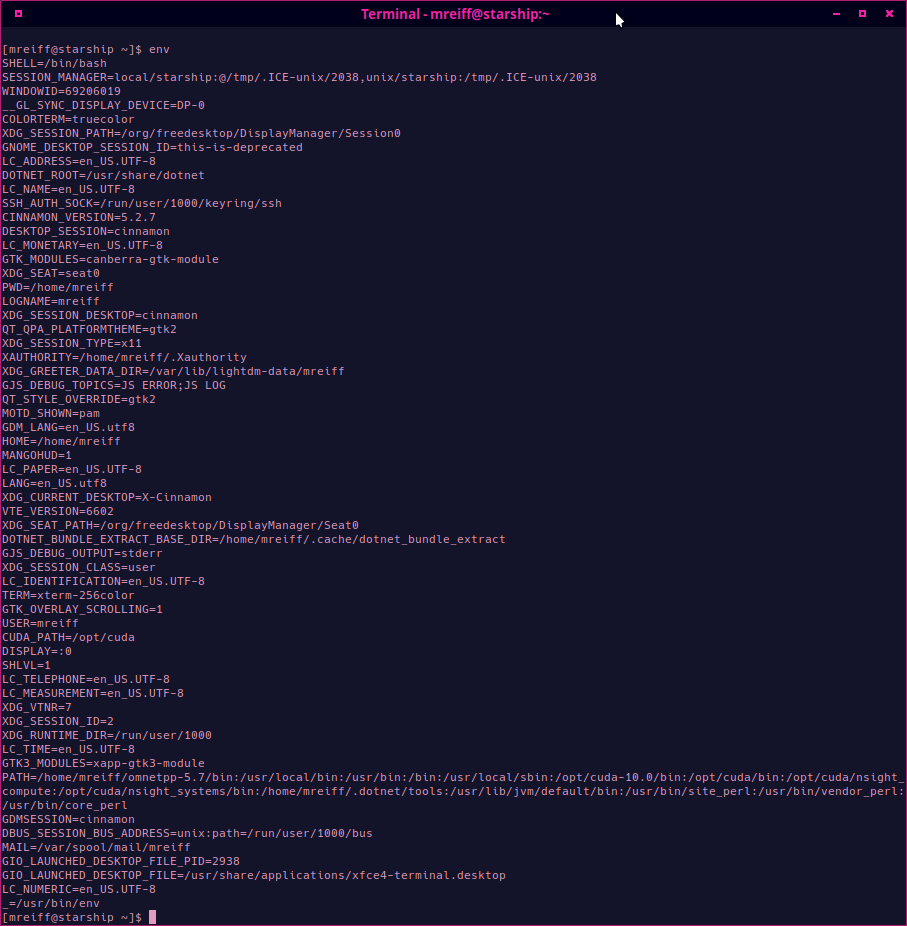 Terminal - mreiff@starship:~
[mreiff@starship ~]$ env
SHELL=/bin/bash
SESSION_MANAGER=local/starship:@/tmp/.ICE-unix/2038,unix/starship:/tmp/.ICE-unix/2038
WINDOWID=69206019
__GL_SYNC_DISPLAY_DEVICE=DP-0
COLORTERM=truecolor
XDG_SESSION_PATH=/org/freedesktop/DisplayManager/Session0
GNOME_DESKTOP_SESSION_ID=this-is-deprecated
LC_ADDRESS=en_US.UTF-8
DOTNET_ROOT=/usr/share/dotnet
LC_NAME=en_US.UTF-8
SSH_AUTH_SOCK=/run/user/1000/keyring/ssh
CINNAMON_VERSION=5.2.7
DESKTOP_SESSION=cinnamon
LC_MONETARY=en_US.UTF-8
GTK_MODULES=canberra-gtk-module
XDG_SEAT=seat0
PWD=/home/mreiff
LOGNAME=mreiff
XDG_SESSION_DESKTOP=cinnamon
QT_QPA_PLATFORMTHEME=gtk2
XDG_SESSION_TYPE=x11
XAUTHORITY=/home/mreiff/.Xauthority
XDG_GREETER_DATA_DIR=/var/lib/lightdm-data/mreiff
GJS_DEBUG_TOPICS=JS ERROR;JS LOG
QT_STYLE_OVERRIDE=gtk2
MOTD_SHOWN=pam
GDM_LANG=en_US.utf8
HOME=/home/mreiff
MANGOHUD=1
LC_PAPER=en_US.UTF-8
LANG=en_US.utf8
XDG_CURRENT_DESKTOP=X-Cinnamon
VTE_VERSION=6602
XDG_SEAT_PATH=/org/freedesktop/DisplayManager/Seat0
DOTNET_BUNDLE_EXTRACT_BASE_DIR=/home/mreiff/.cache/dotnet_bundle_extract
GJS_DEBUG_OUTPUT=stderr
XDG_SESSION_CLASS=user
LC_IDENTIFICATION=en_US.UTF-8
TERM=xterm-256color
GTK_OVERLAY_SCROLLING=1
USER=mreiff
CUDA_PATH=/opt/cuda
DISPLAY=:0
SHLVL=1
LC_TELEPHONE=en_US.UTF-8
LC_MEASUREMENT=en_US.UTF-8
XDG_VTNR=7
XDG_SESSION_ID=2
XDG_RUNTIME_DIR=/run/user/1000
LC_TIME=en_US.UTF-8
GTK3_MODULES=xapp-gtk3-module
PATH=/home/mreiff/omnetpp-5.7/bin:/usr/local/bin:/usr/bin:/bin:/usr/local/sbin:/opt/cuda-10.0/bin:/opt/cuda/bin:/opt/cuda/nsight_
compute:/opt/cuda/nsight_systems/bin:/home/mreiff/.dotnet/tools:/usr/lib/jvm/default/bin:/usr/bin/site_perl:/usr/bin/vendor_perl:
/usr/bin/core_perl
GDMSESSION=cinnamon
DBUS_SESSION_BUS_ADDRESS=unix:path=/run/user/1000/bus
MAIL=/var/spool/mail/mreiff
GIO_LAUNCHED_DESKTOP_FILE_PID=2938
GIO_LAUNCHED_DESKTOP_FILE=/usr/share/applications/xfce4-terminal.desktop
LC_NUMERIC=en_US.UTF-8
_=/usr/bin/env
[mreiff@starship ~]$